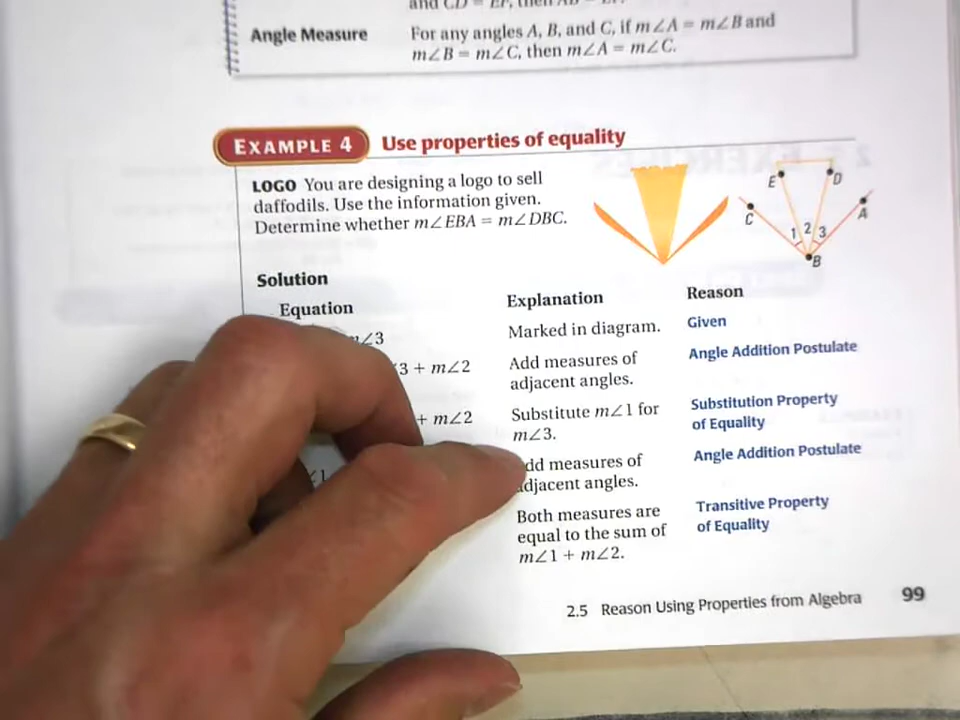 Angle Measure For any angles A, B, and C, if m∠A = m∠B and
m∠B = m∠C, then m∠A = m∠C.
EXAMPLE 4 Use properties of equality
LOGO You are designing a logo to sell
daffodils. Use the information given.
Determine whether m∠EBA = m∠DBC.
E D
C A
1 2 3
B
Solution
Equation Explanation Reason
∠3 Marked in diagram. Given
∠3 + m∠2 Add measures of Angle Addition Postulate
adjacent angles.
+ m∠2 Substitute m∠1 for Substitution Property
m∠3. of Equality
∠1 measures of Angle Addition Postulate
adjacent angles.
Both measures are Transitive Property
equal to the sum of of Equality
m∠1 + m∠2.
2.5 Reason Using Properties from Algebra 99